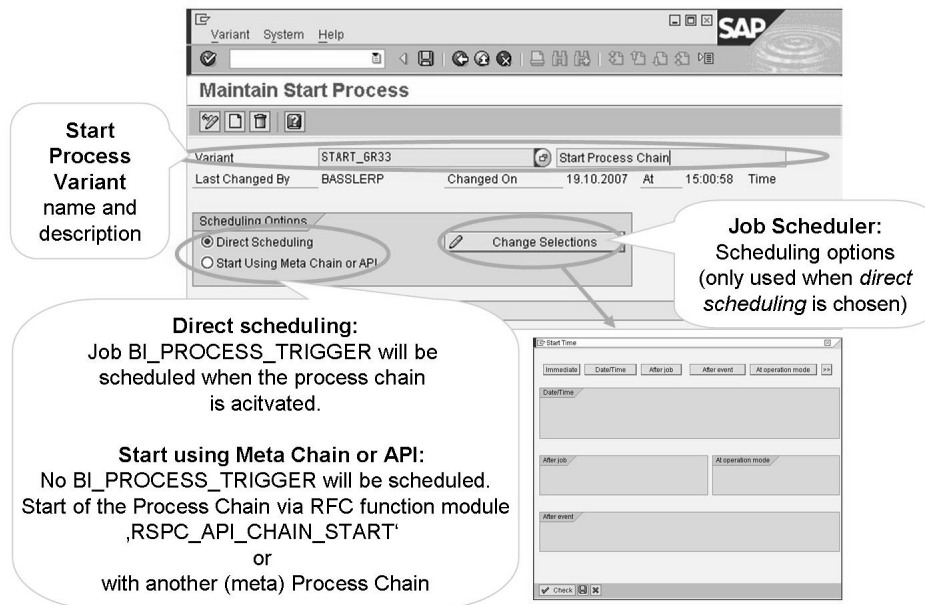 Variant System Help
SAP
Maintain Start Process
Start
Process
Variant
name and
description
Variant START_GR33 Start Process Chain
Last Changed By BASSLERP Changed On 19.10.2007 At 15:00:58 Time
Scheduling Options
Direct Scheduling
Start Using Meta Chain or API
Change Selections
Job Scheduler:
Scheduling options
(only used when direct
scheduling is chosen)
Direct scheduling:
Job BI_PROCESS_TRIGGER will be
scheduled when the process chain
is acitvated.
Start using Meta Chain or API:
No BI_PROCESS_TRIGGER will be scheduled.
Start of the Process Chain via RFC function module
‚RSPC_API_CHAIN_START‘
or
with another (meta) Process Chain
Start Time
Immediate Date/Time After job After event At operation mode >>
Date/Time
After job At operation mode
After event
Check